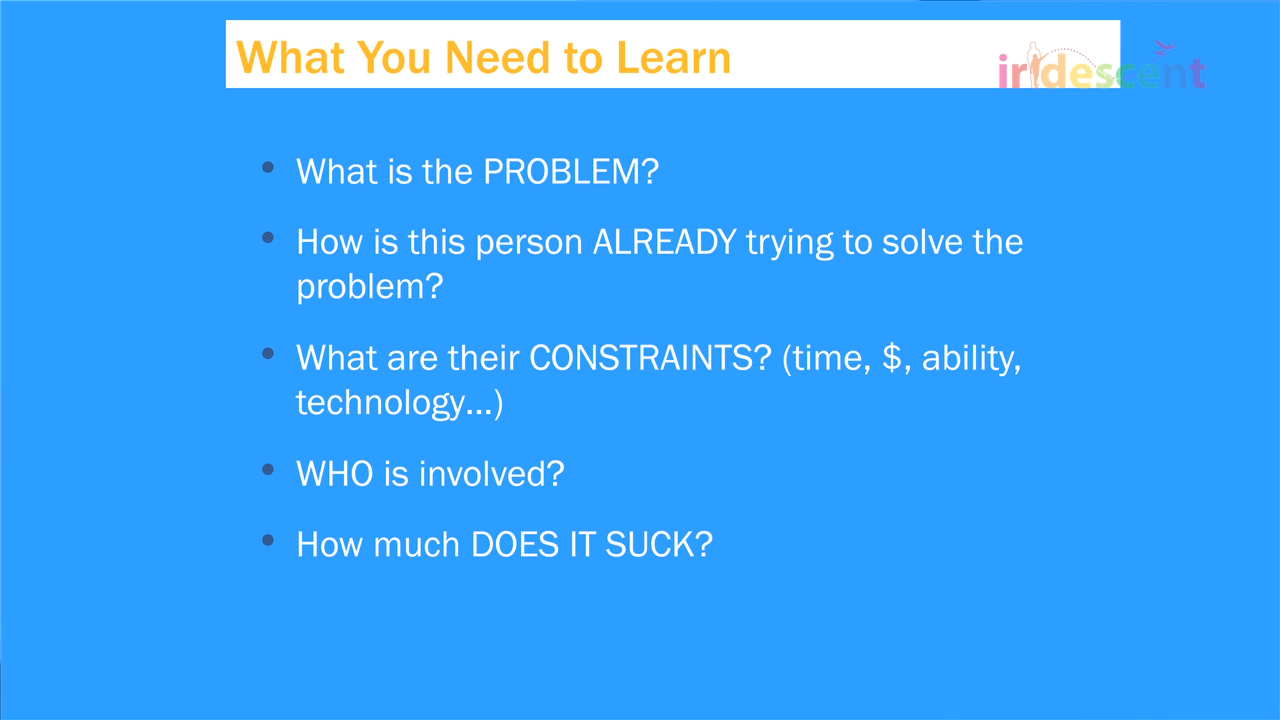 What You Need to Learn
iridescent
• What is the PROBLEM?
• How is this person ALREADY trying to solve the
problem?
• What are their CONSTRAINTS? (time, $, ability,
technology...)
• WHO is involved?
• How much DOES IT SUCK?